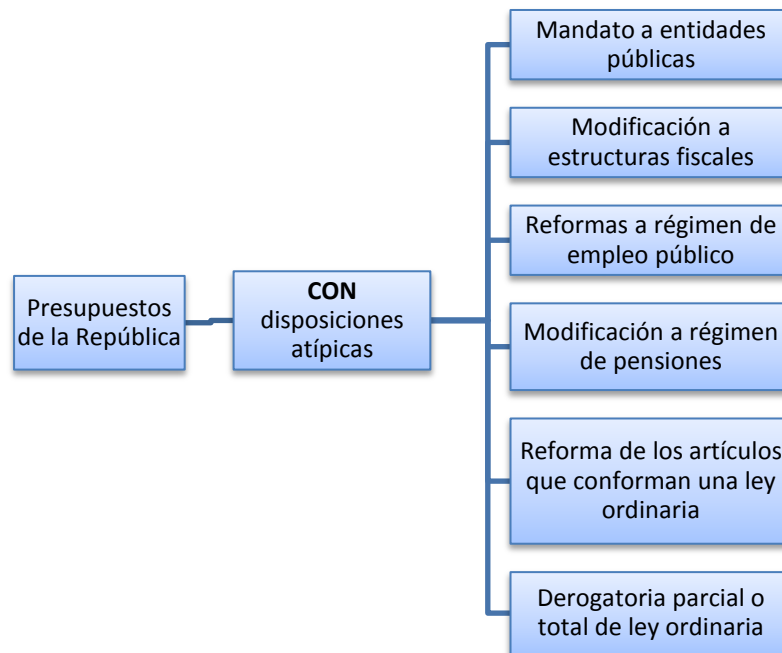 Presupuestos
de la República
CON
disposiciones
atípicas
Mandato a entidades
públicas
Modificación a
estructuras fiscales
Reformas a régimen de
empleo público
Modificación a régimen
de pensiones
Reforma de los artículos
que conforman una ley
ordinaria
Derogatoria parcial o
total de ley ordinaria